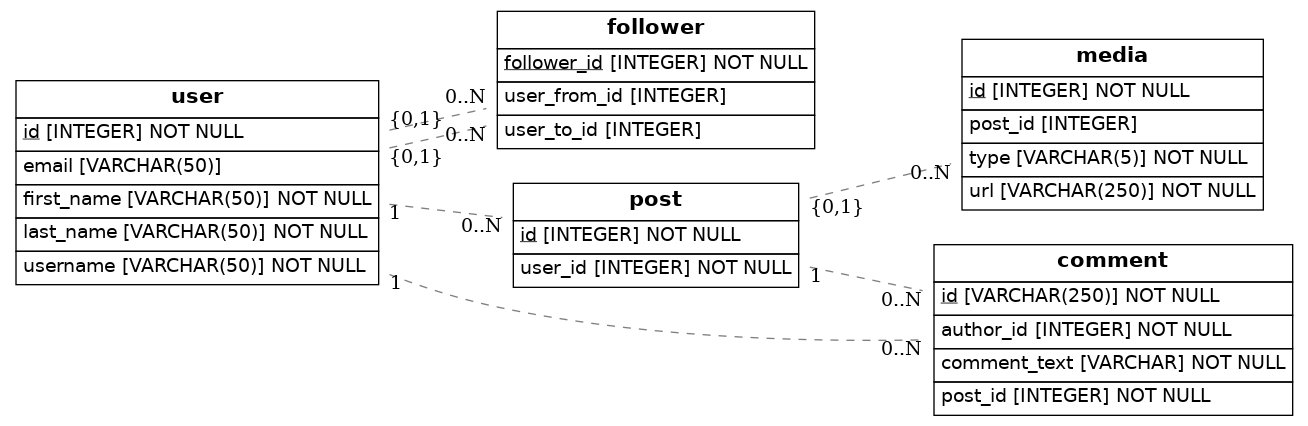 user
id [INTEGER] NOT NULL
email [VARCHAR(50)]
first_name [VARCHAR(50)] NOT NULL
last_name [VARCHAR(50)] NOT NULL
username [VARCHAR(50)] NOT NULL
follower
follower_id [INTEGER] NOT NULL
user_from_id [INTEGER]
user_to_id [INTEGER]
0..N
{0,1}
0..N
{0,1}
post
id [INTEGER] NOT NULL
user_id [INTEGER] NOT NULL
1
0..N
media
id [INTEGER] NOT NULL
post_id [INTEGER]
type [VARCHAR(5)] NOT NULL
url [VARCHAR(250)] NOT NULL
0..N
{0,1}
comment
id [VARCHAR(250)] NOT NULL
author_id [INTEGER] NOT NULL
comment_text [VARCHAR] NOT NULL
post_id [INTEGER] NOT NULL
1
0..N
1
0..N